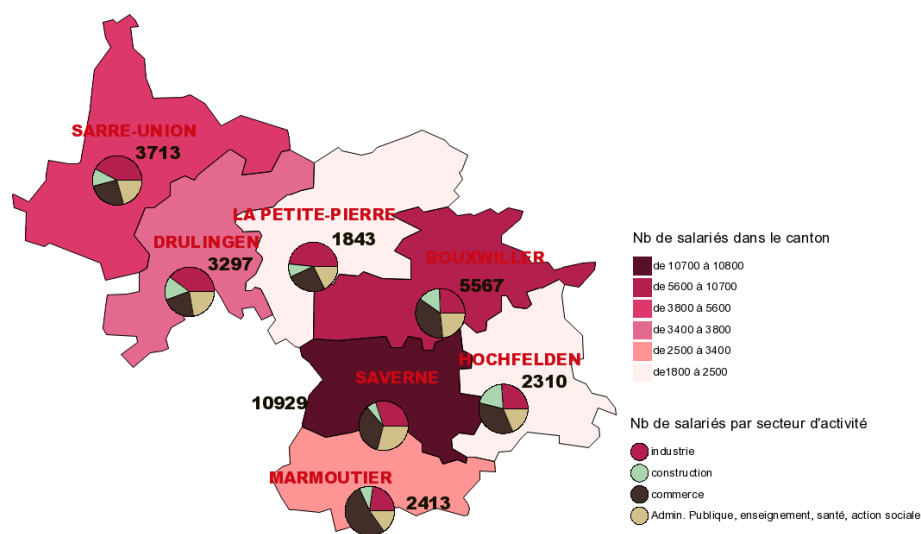 SARRE-UNION
3713
LA PETITE-PIERRE
1843
DRULINGEN
3297
BOUXWILLER
5567
HOCHFELDEN
2310
SAVERNE
10929
MARMOUTIER
2413
Nb de salariés dans le canton
de 10700 à 10800
de 5600 à 10700
de 3800 à 5600
de 3400 à 3800
de 2500 à 3400
de1800 à 2500
Nb de salariés par secteur d'activité
industrie
construction
commerce
Admin. Publique, enseignement, santé, action sociale